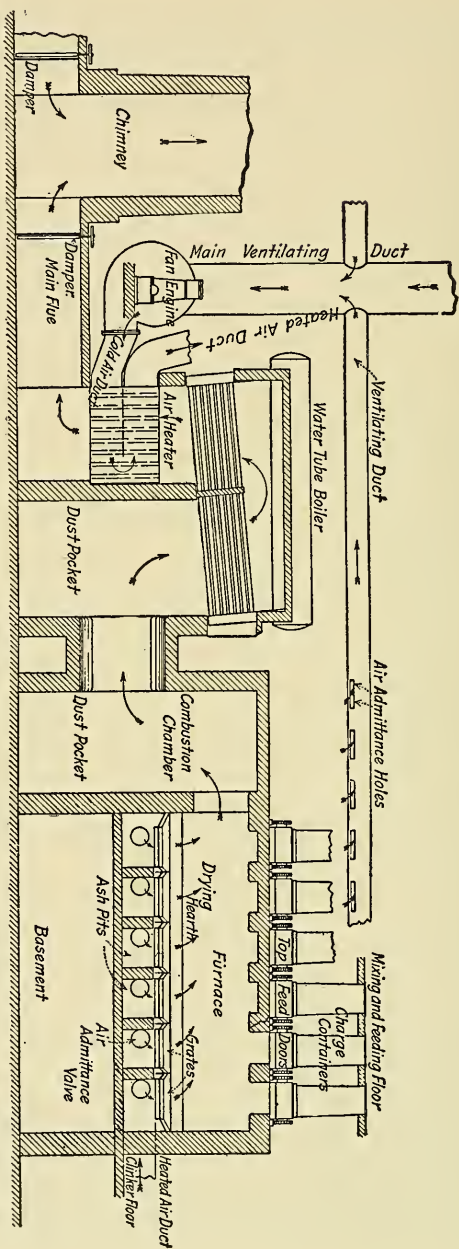 Damper
Chimney
Damper.
Main Flue
Fan Engine
Main Ventilating Duct
Heated Air Duct
Cold Air Duct
Air Heater
Water Tube Boiler
Ventilating Duct
Dust Pocket
Air Admittance Holes
Combustion
Chamber
Dust Pocket
Mixing and Feeding Floor
Charge
Containers
Top Feed Doors
Furnace
Drying
Hearth
Grates
Ash Pits
Air
Admittance
Valve
Basement
Heated Air Duct
Clinker Floor